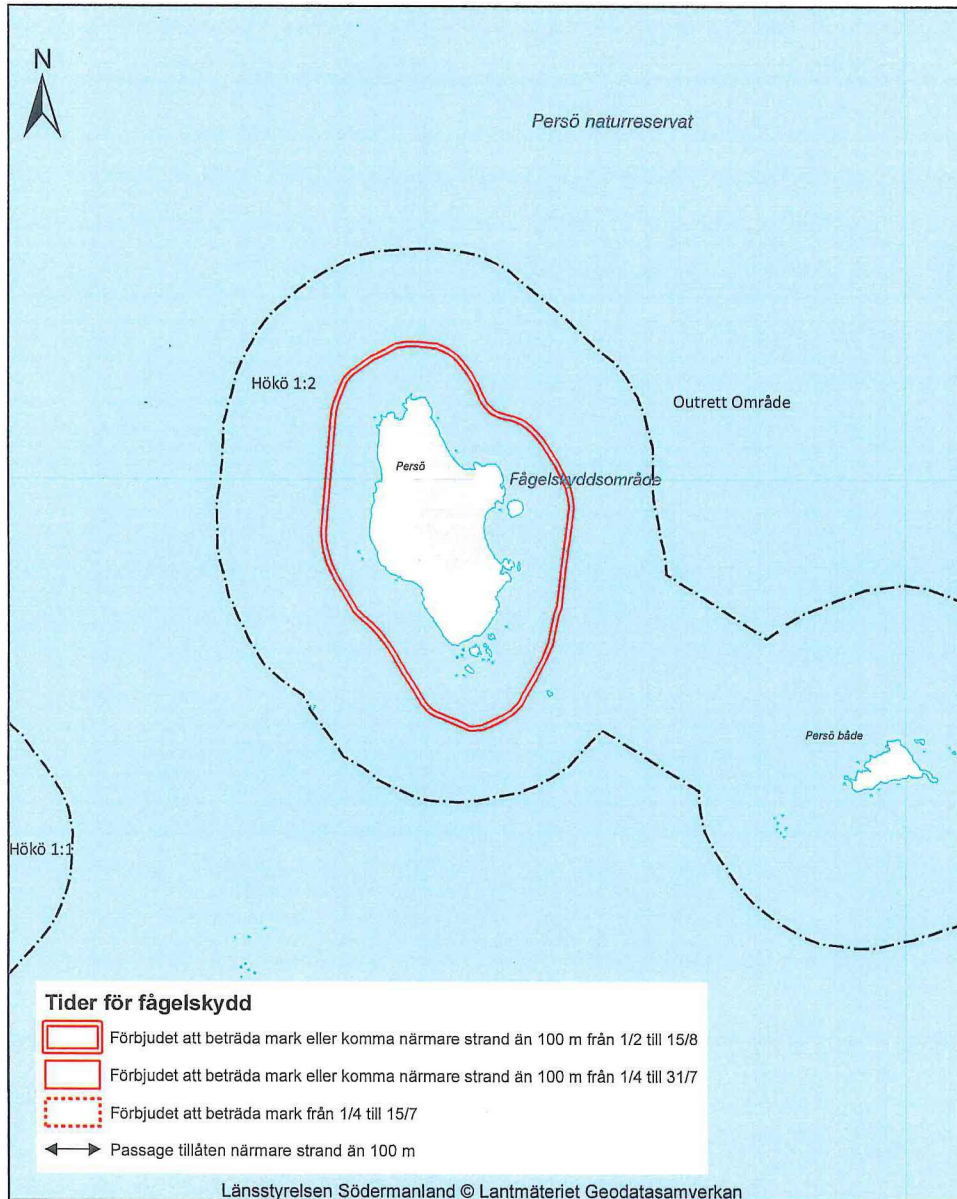 N
Persö naturreservat
Hökö 1:2
Outrett Område
Persö
Fågelskyddsområde
Persö både
Hökö 1:1
Tider för fågelskydd
Förbjudet att beträda mark eller komma närmare strand än 100 m från 1/2 till 15/8
Förbjudet att beträda mark eller komma närmare strand än 100 m från 1/4 till 31/7
Förbjudet att beträda mark från 1/4 till 15/7
Passage tillåten närmare strand än 100 m
Länsstyrelsen Södermanland © Lantmäteriet Geodatasamverkan